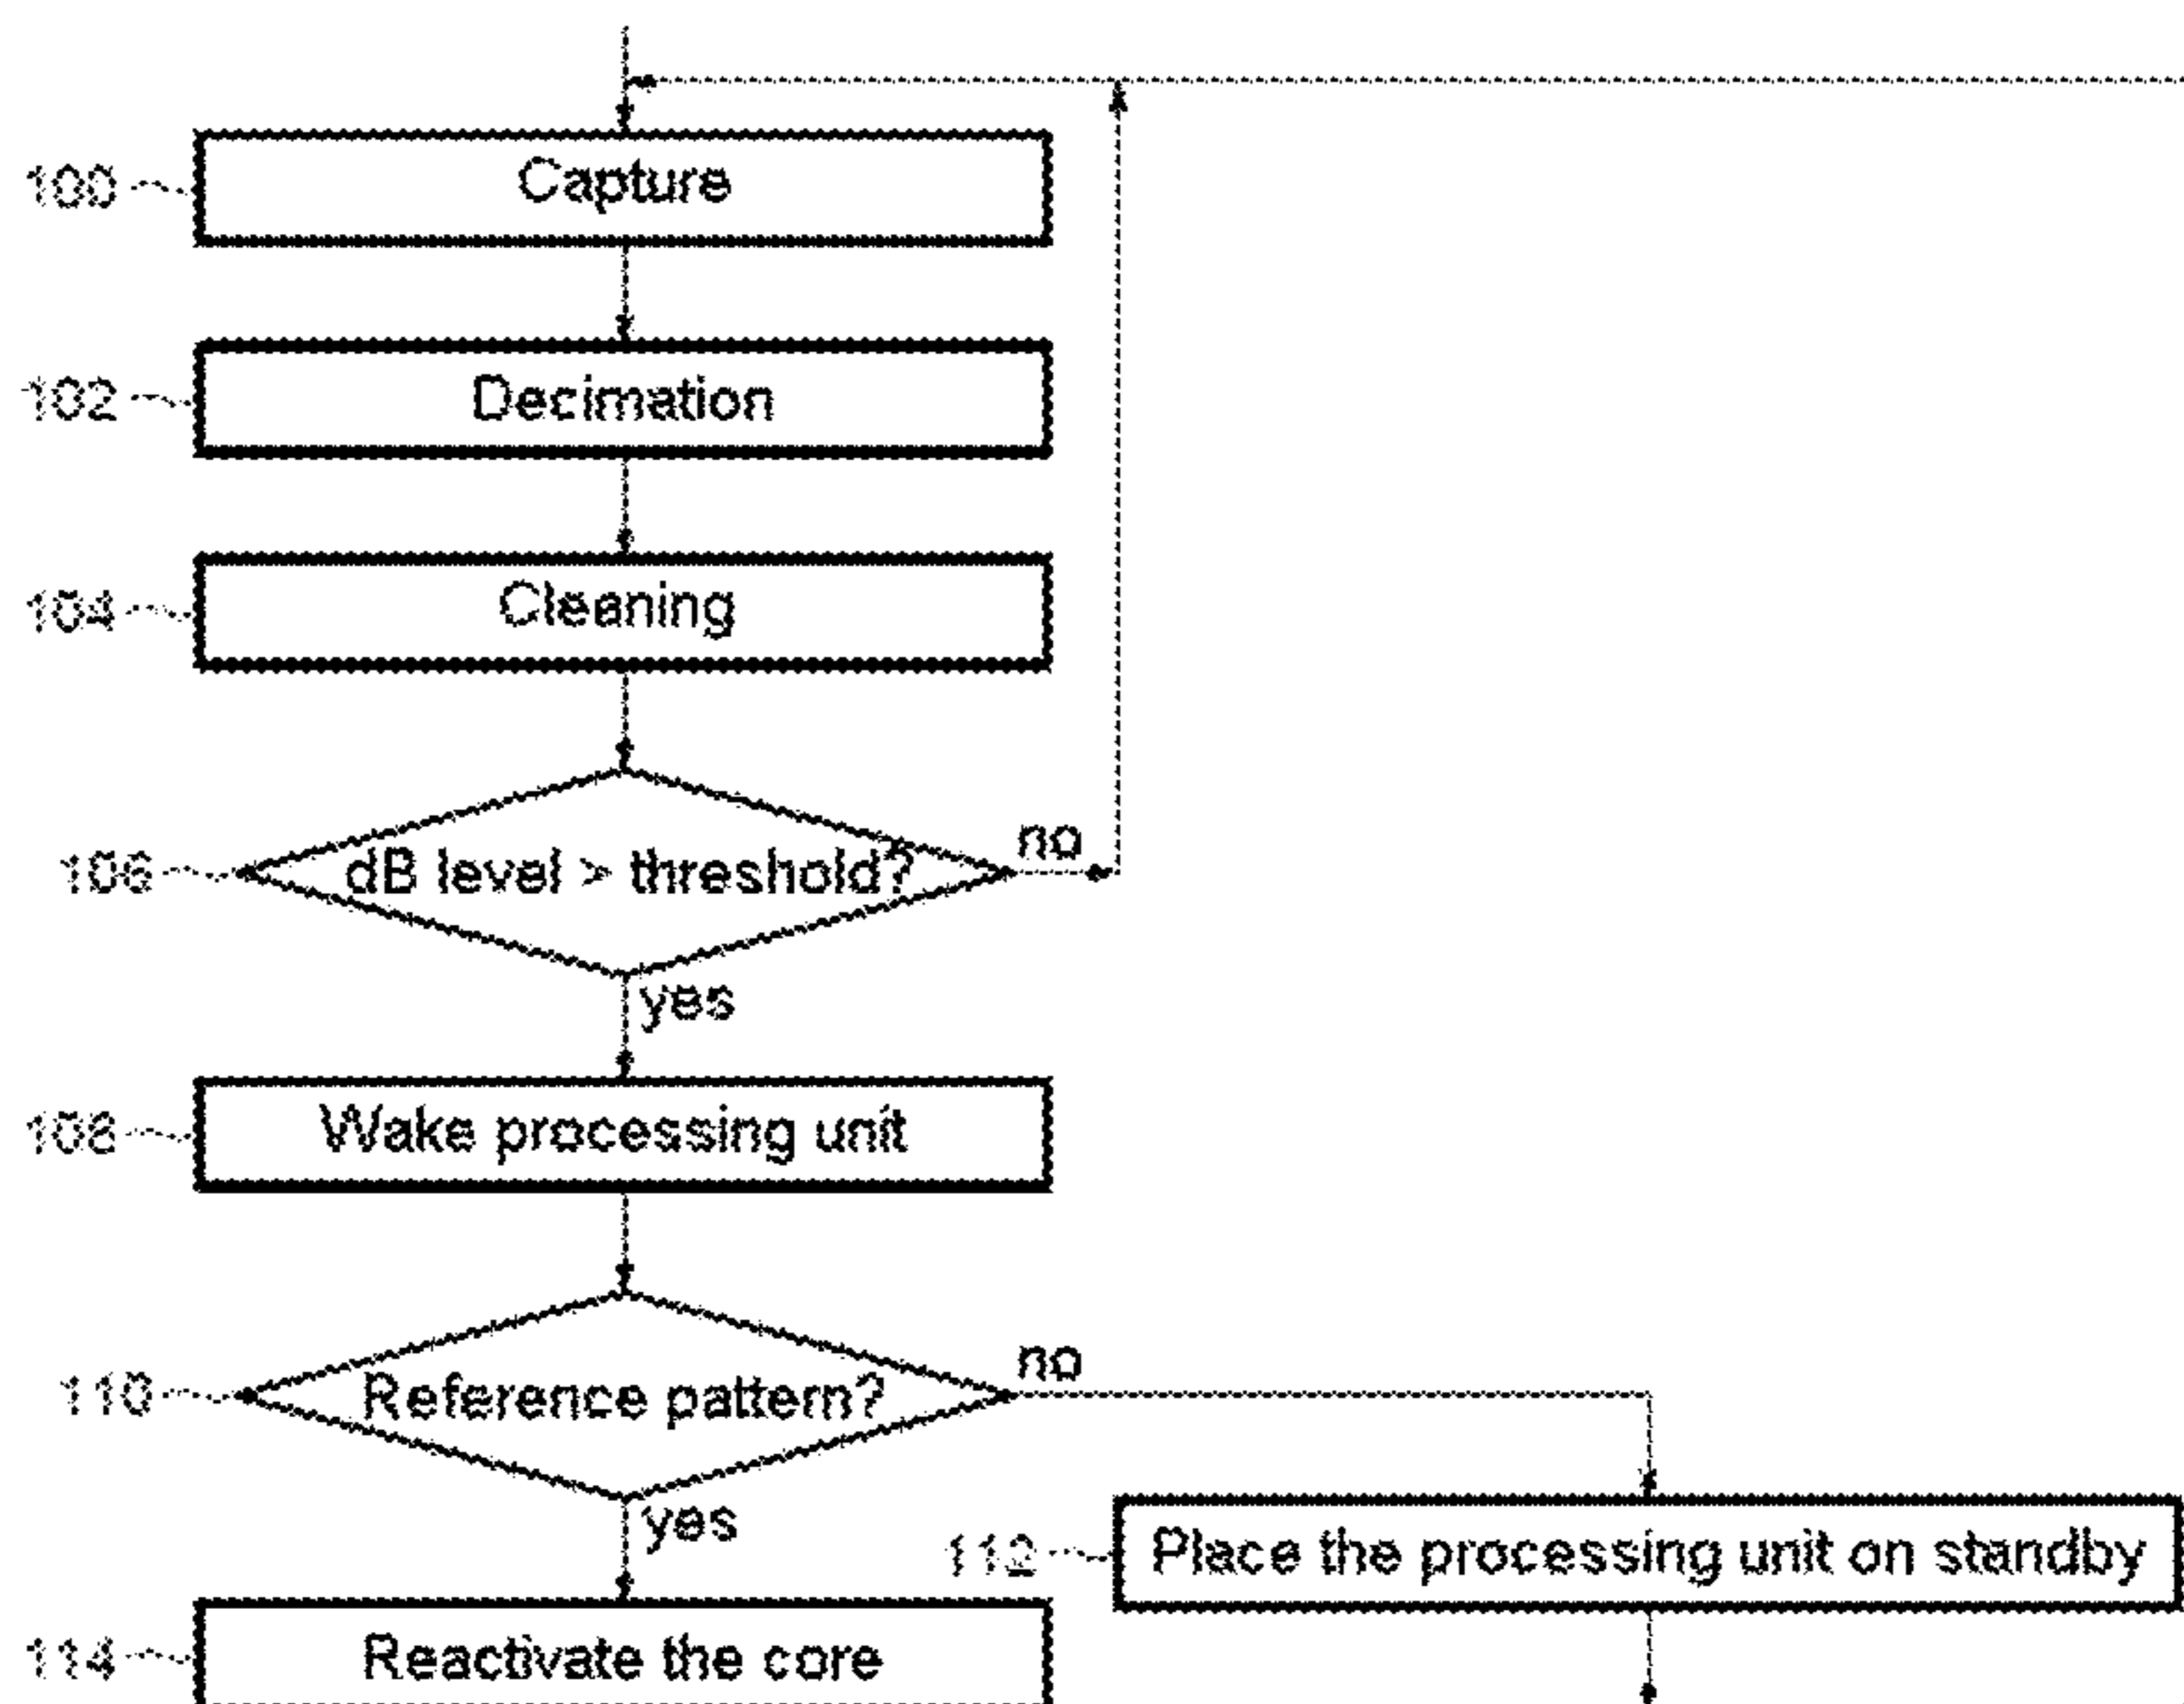 100 Capture
102 Decimation
104 Cleaning
106 dB level > threshold? no
yes
108 Wake processing unit
110 Reference pattern? no
yes
112 Place the processing unit on standby
114 Reactivate the core